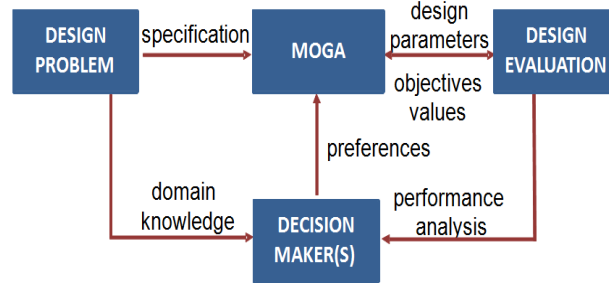 DESIGN
PROBLEM
specification
MOGA
design
parameters
objectives
values
DESIGN
EVALUATION
preferences
domain
knowledge
DECISION
MAKER(S)
performance
analysis